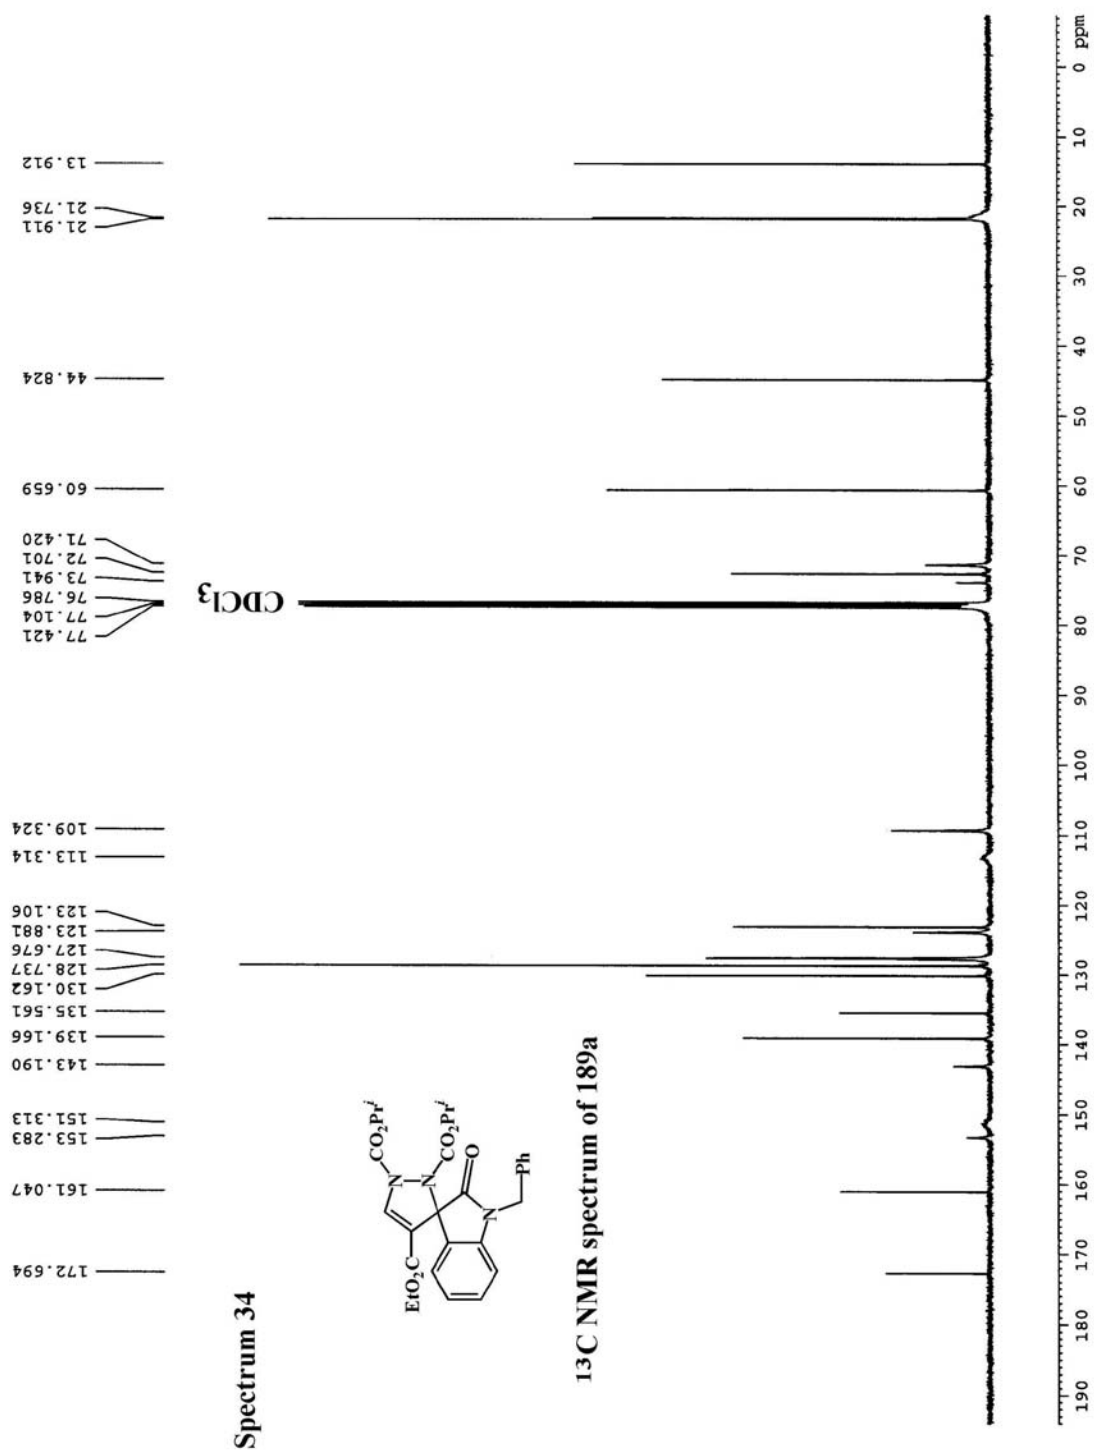 Spectrum 34
172.694
161.047
153.283
151.313
143.190
139.166
135.561
130.162
128.737
127.676
123.881
123.106
113.314
109.324
77.421
77.104
76.786
73.941
72.701
71.420
60.659
44.824
21.911
21.736
13.912
CDCl3
CO2Pr^i
N
N
CO2Pr^i
EtO2C
O
N
Ph
13C NMR spectrum of 189a
190 180 170 160 150 140 130 120 110 100 90 80 70 60 50 40 30 20 10 0 ppm